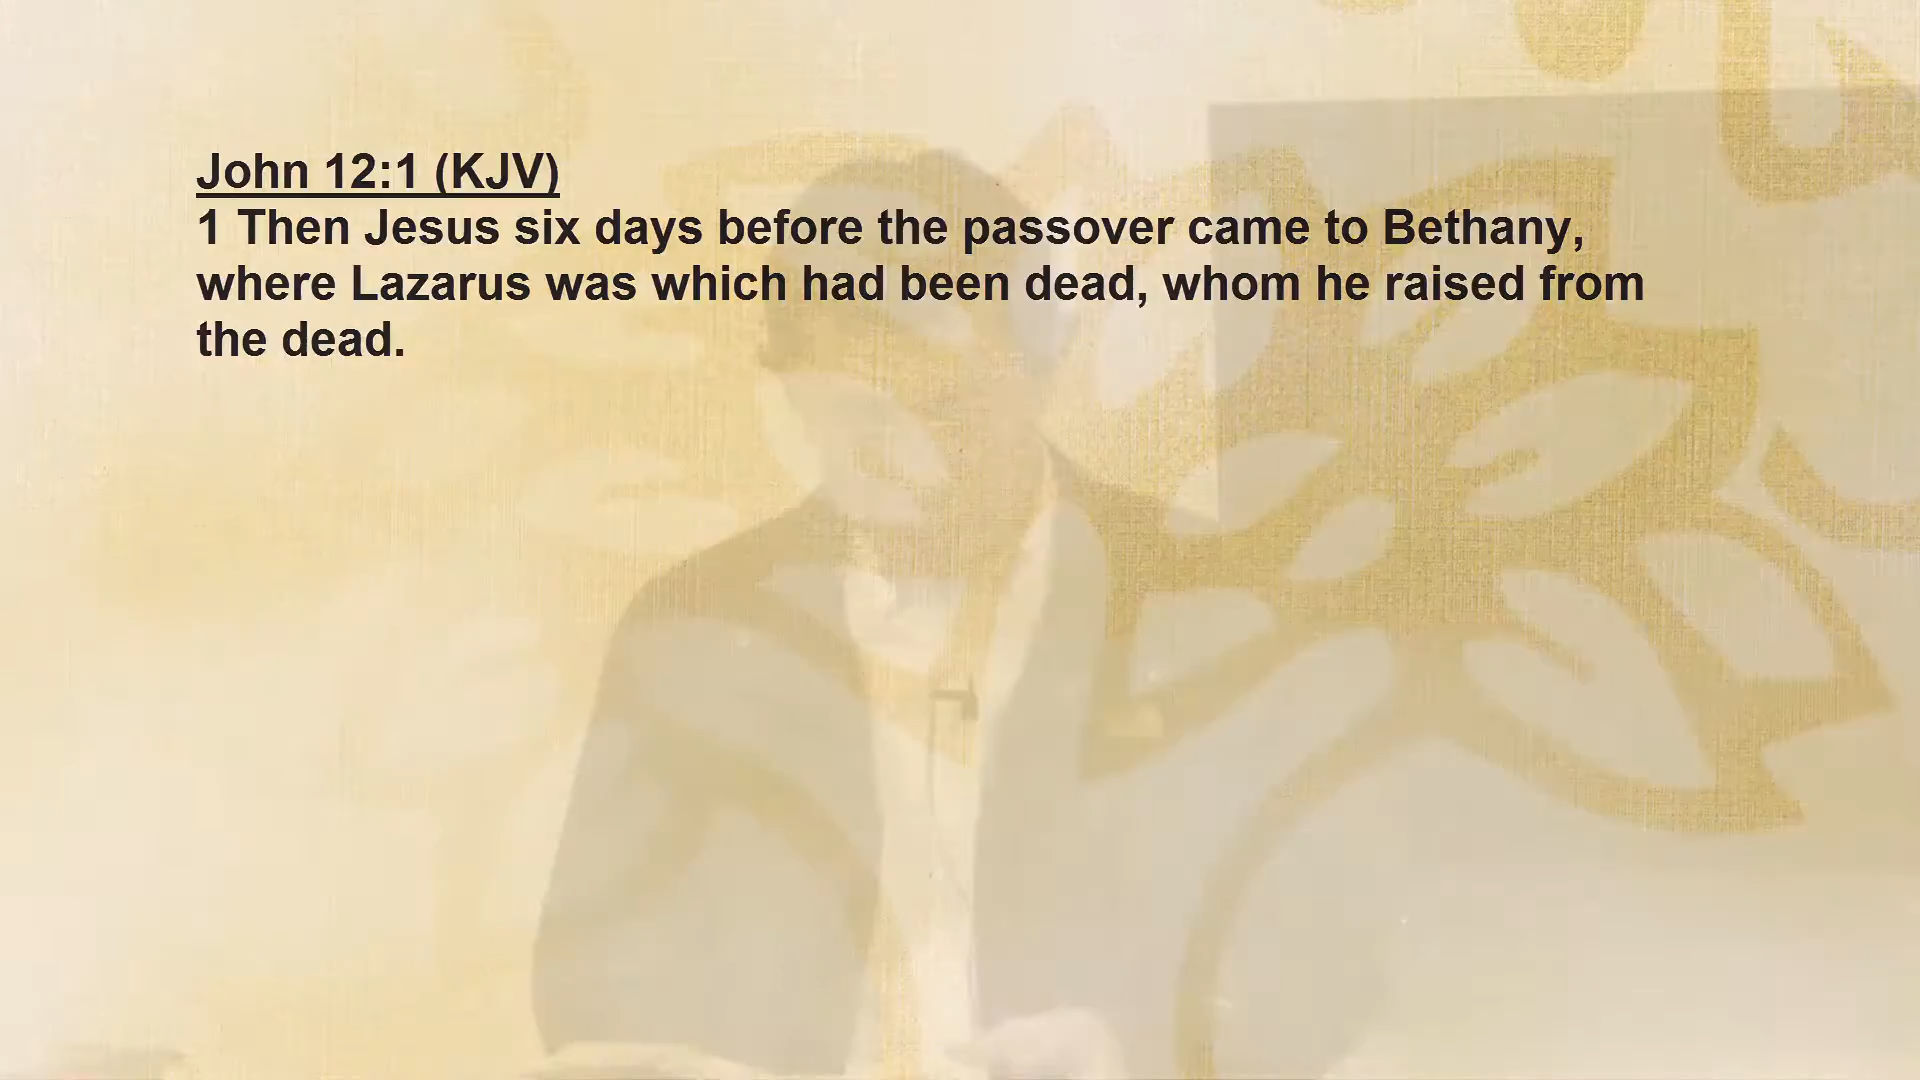 John 12:1 (KJV)
1 Then Jesus six days before the passover came to Bethany,
where Lazarus was which had been dead, whom he raised from
the dead.